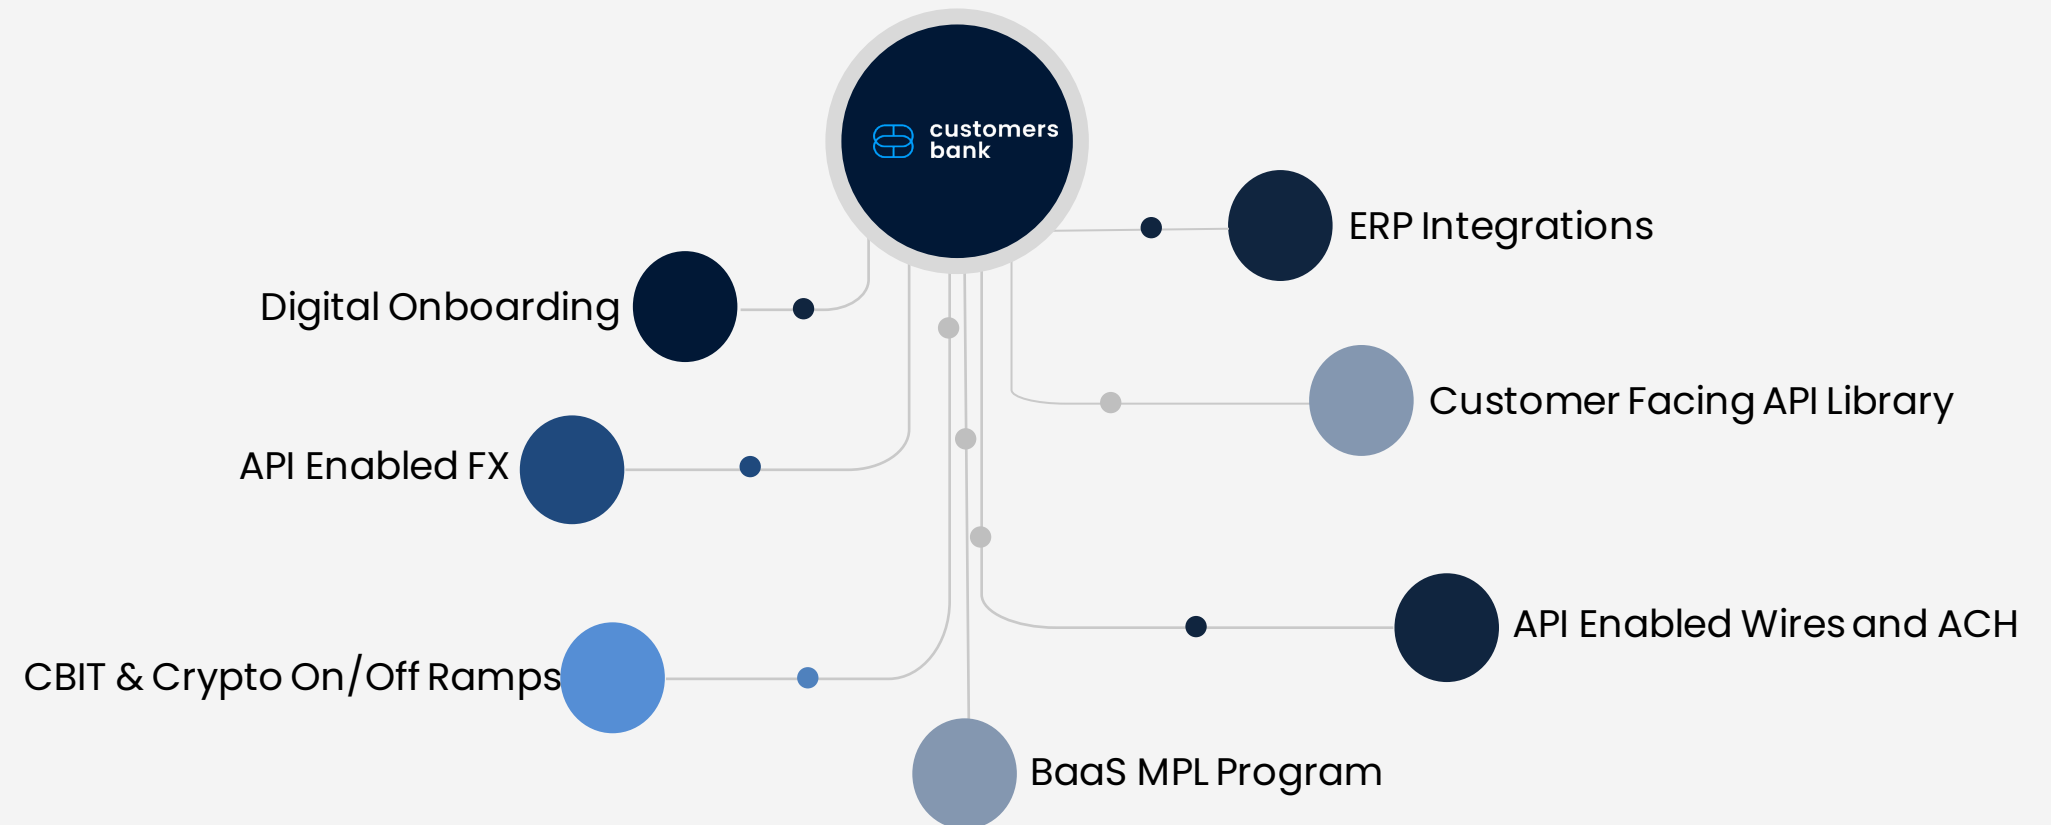 customers
bank
ERP Integrations
Digital Onboarding
Customer Facing API Library
API Enabled FX
API Enabled Wires and ACH
CBIT & Crypto On/Off Ramps
BaaS MPL Program